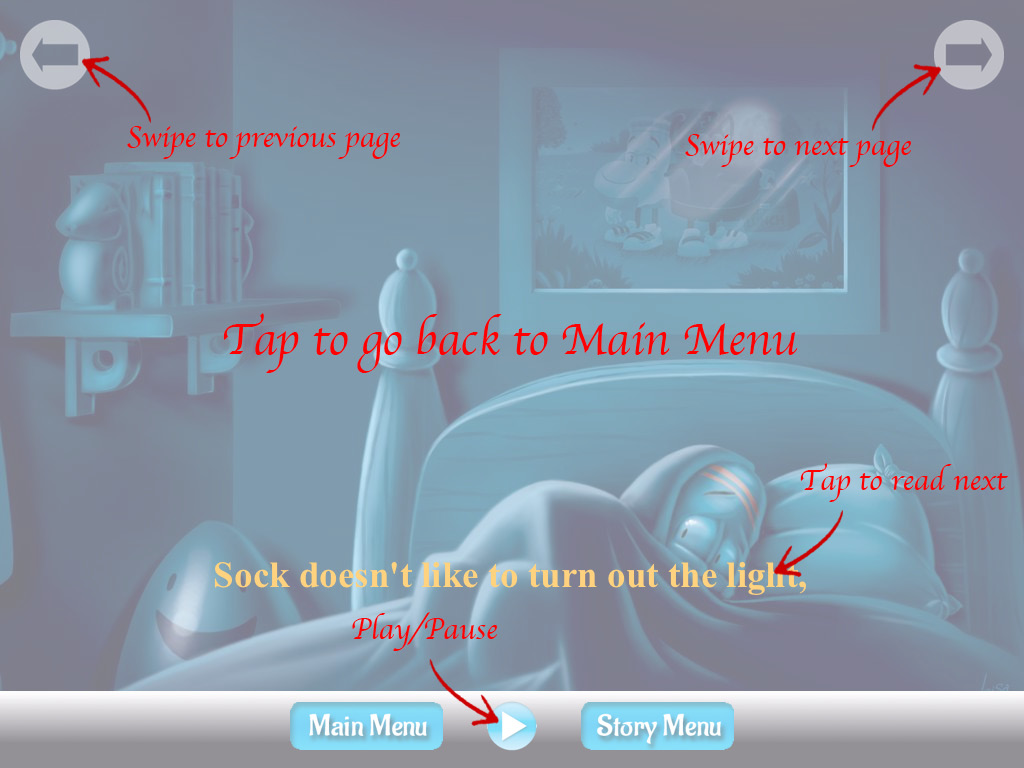 Swipe to previous page
Swipe to next page
Tap to go back to Main Menu
Tap to read next
Sock doesn't like to turn out the light,
Play/Pause
Main Menu
Story Menu
Lisa